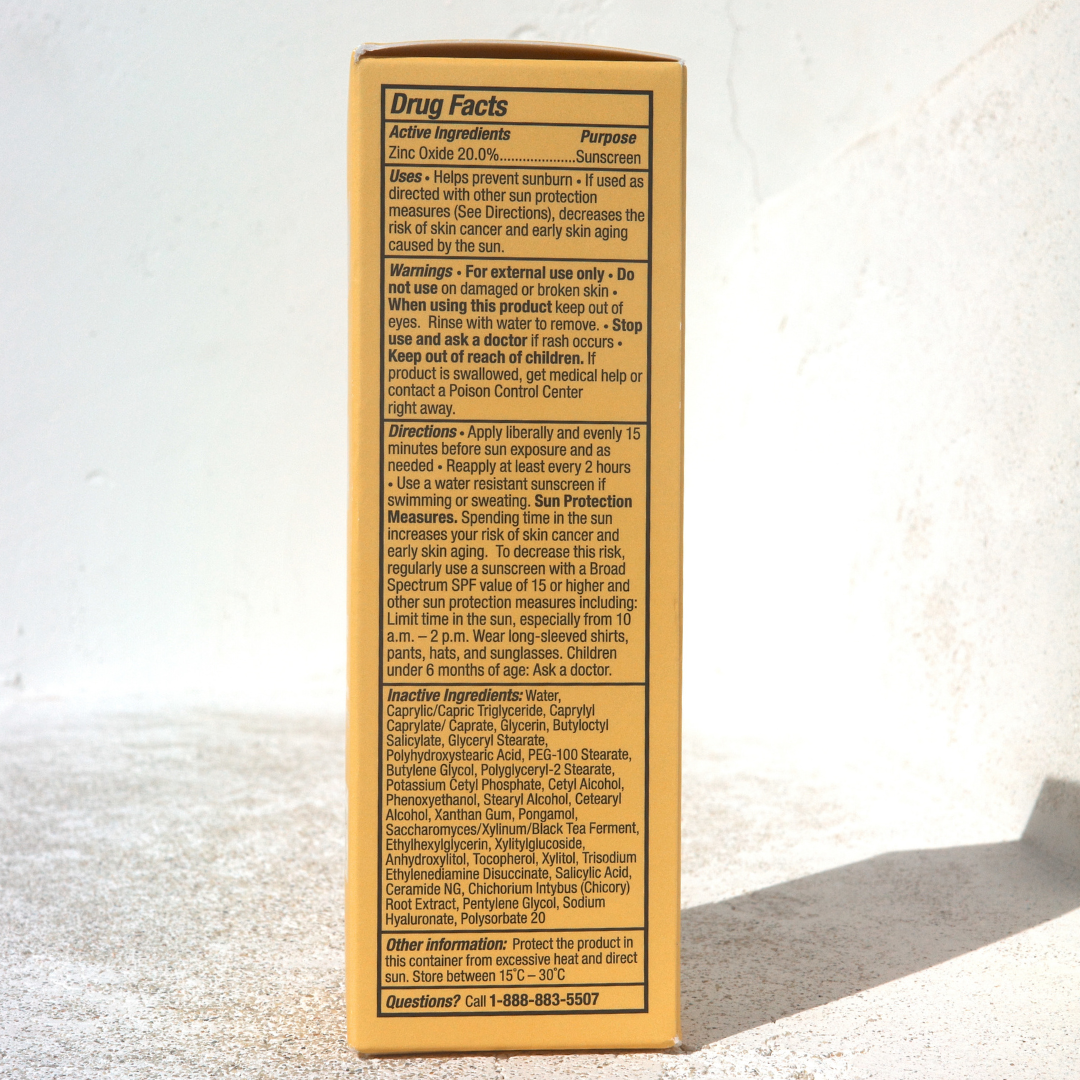 Drug Facts
Active Ingredients Purpose
Zinc Oxide 20.0%....................Sunscreen
Uses • Helps prevent sunburn • If used as
directed with other sun protection
measures (See Directions), decreases the
risk of skin cancer and early skin aging
caused by the sun.
Warnings • For external use only • Do
not use on damaged or broken skin •
When using this product keep out of
eyes. Rinse with water to remove. • Stop
use and ask a doctor if rash occurs •
Keep out of reach of children. If
product is swallowed, get medical help or
contact a Poison Control Center
right away.
Directions • Apply liberally and evenly 15
minutes before sun exposure and as
needed • Reapply at least every 2 hours
• Use a water resistant sunscreen if
swimming or sweating. Sun Protection
Measures. Spending time in the sun
increases your risk of skin cancer and
early skin aging. To decrease this risk,
regularly use a sunscreen with a Broad
Spectrum SPF value of 15 or higher and
other sun protection measures including:
Limit time in the sun, especially from 10
a.m. – 2 p.m. Wear long-sleeved shirts,
pants, hats, and sunglasses. Children
under 6 months of age: Ask a doctor.
Inactive Ingredients: Water,
Caprylic/Capric Triglyceride, Caprylyl
Caprylate/ Caprate, Glycerin, Butyloctyl
Salicylate, Glyceryl Stearate,
Polyhydroxystearic Acid, PEG-100 Stearate,
Butylene Glycol, Polyglyceryl-2 Stearate,
Potassium Cetyl Phosphate, Cetyl Alcohol,
Phenoxyethanol, Stearyl Alcohol, Cetearyl
Alcohol, Xanthan Gum, Pongamol,
Saccharomyces/Xylinum/Black Tea Ferment,
Ethylhexylglycerin, Xylitylglucoside,
Anhydroxylitol, Tocopherol, Xylitol, Trisodium
Ethylenediamine Disuccinate, Salicylic Acid,
Ceramide NG, Chichorium Intybus (Chicory)
Root Extract, Pentylene Glycol, Sodium
Hyaluronate, Polysorbate 20
Other information: Protect the product in
this container from excessive heat and direct
sun. Store between 15˚C – 30˚C
Questions? Call 1-888-883-5507